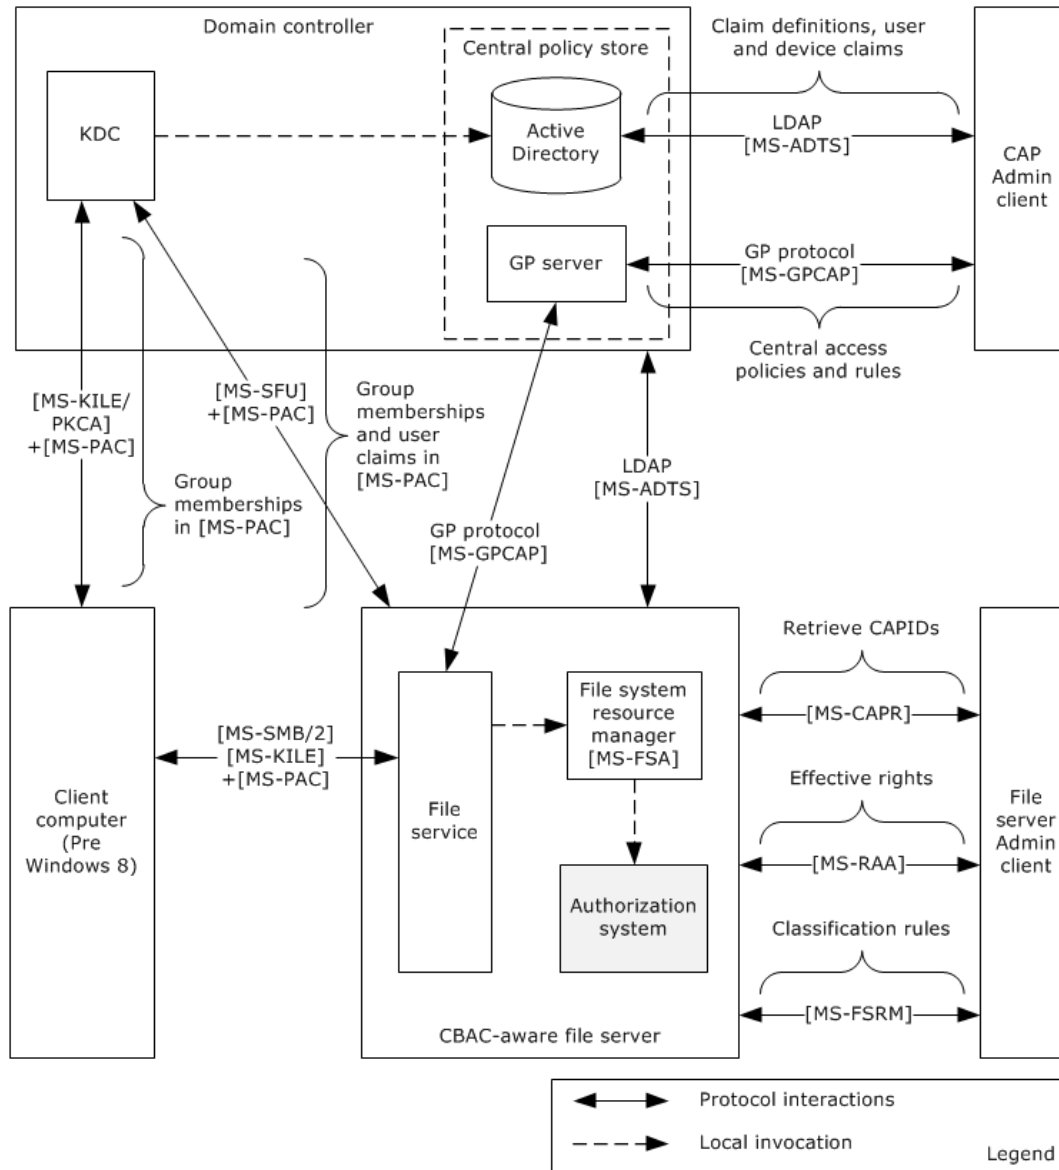 Domain controller
Central policy store
KDC
Active
Directory
GP server
Claim definitions, user
and device claims
LDAP
[MS-ADTS]
CAP
Admin
client
GP protocol
[MS-GPCAP]
Central access
policies and rules
[MS-KILE/
PKCA]
+[MS-PAC]
Group
memberships
in [MS-PAC]
[MS-SFU]
+[MS-PAC]
Group
memberships
and user
claims in
[MS-PAC]
GP protocol
[MS-GPCAP]
LDAP
[MS-ADTS]
Client
computer
(Pre
Windows 8)
[MS-SMB/2]
[MS-KILE]
+[MS-PAC]
File
service
File system
resource
manager
[MS-FSA]
Authorization
system
CBAC-aware file server
Retrieve CAPIDs
[MS-CAPR]
Effective rights
[MS-RAA]
Classification rules
[MS-FSRM]
File
server
Admin
client
Protocol interactions
Local invocation
Legend